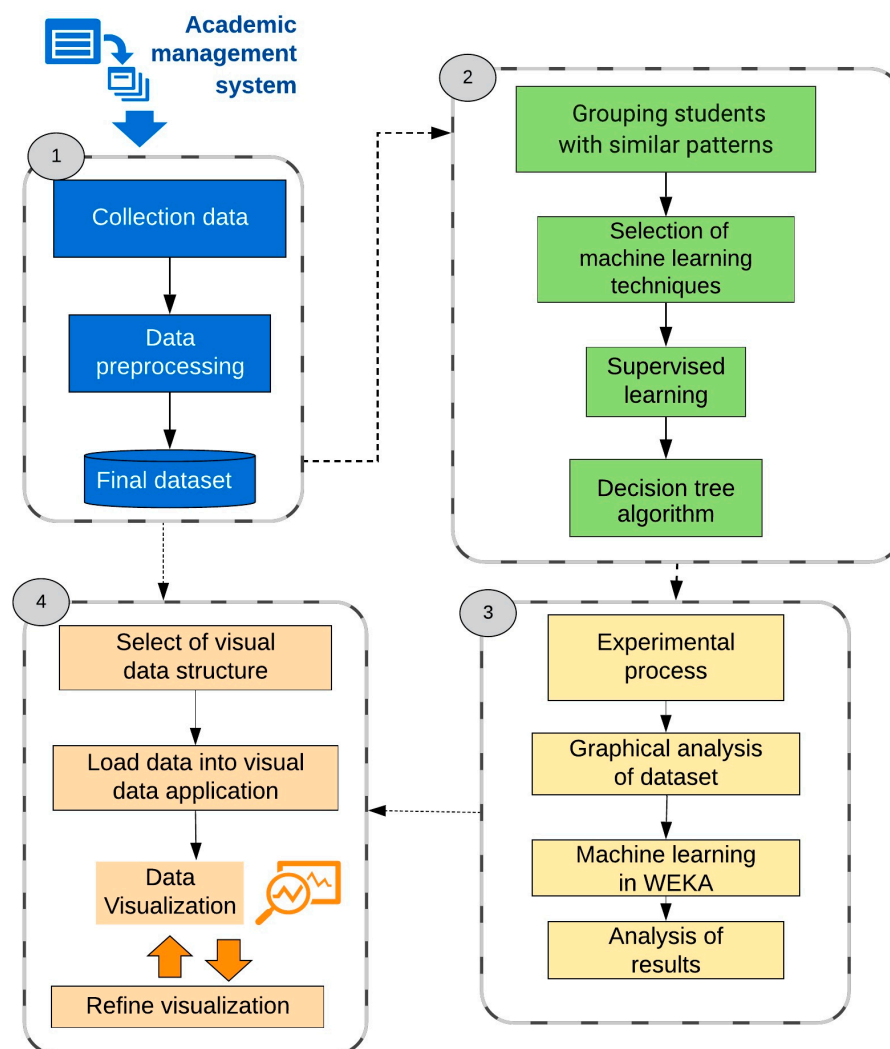 Academic
management
system
1
Collection data
Data
preprocessing
Final dataset
2
Grouping students
with similar patterns
Selection of
machine learning
techniques
Supervised
learning
Decision tree
algorithm
3
Experimental
process
Graphical analysis
of dataset
Machine learning
in WEKA
Analysis of
results
4
Select of visual
data structure
Load data into visual
data application
Data
Visualization
Refine visualization